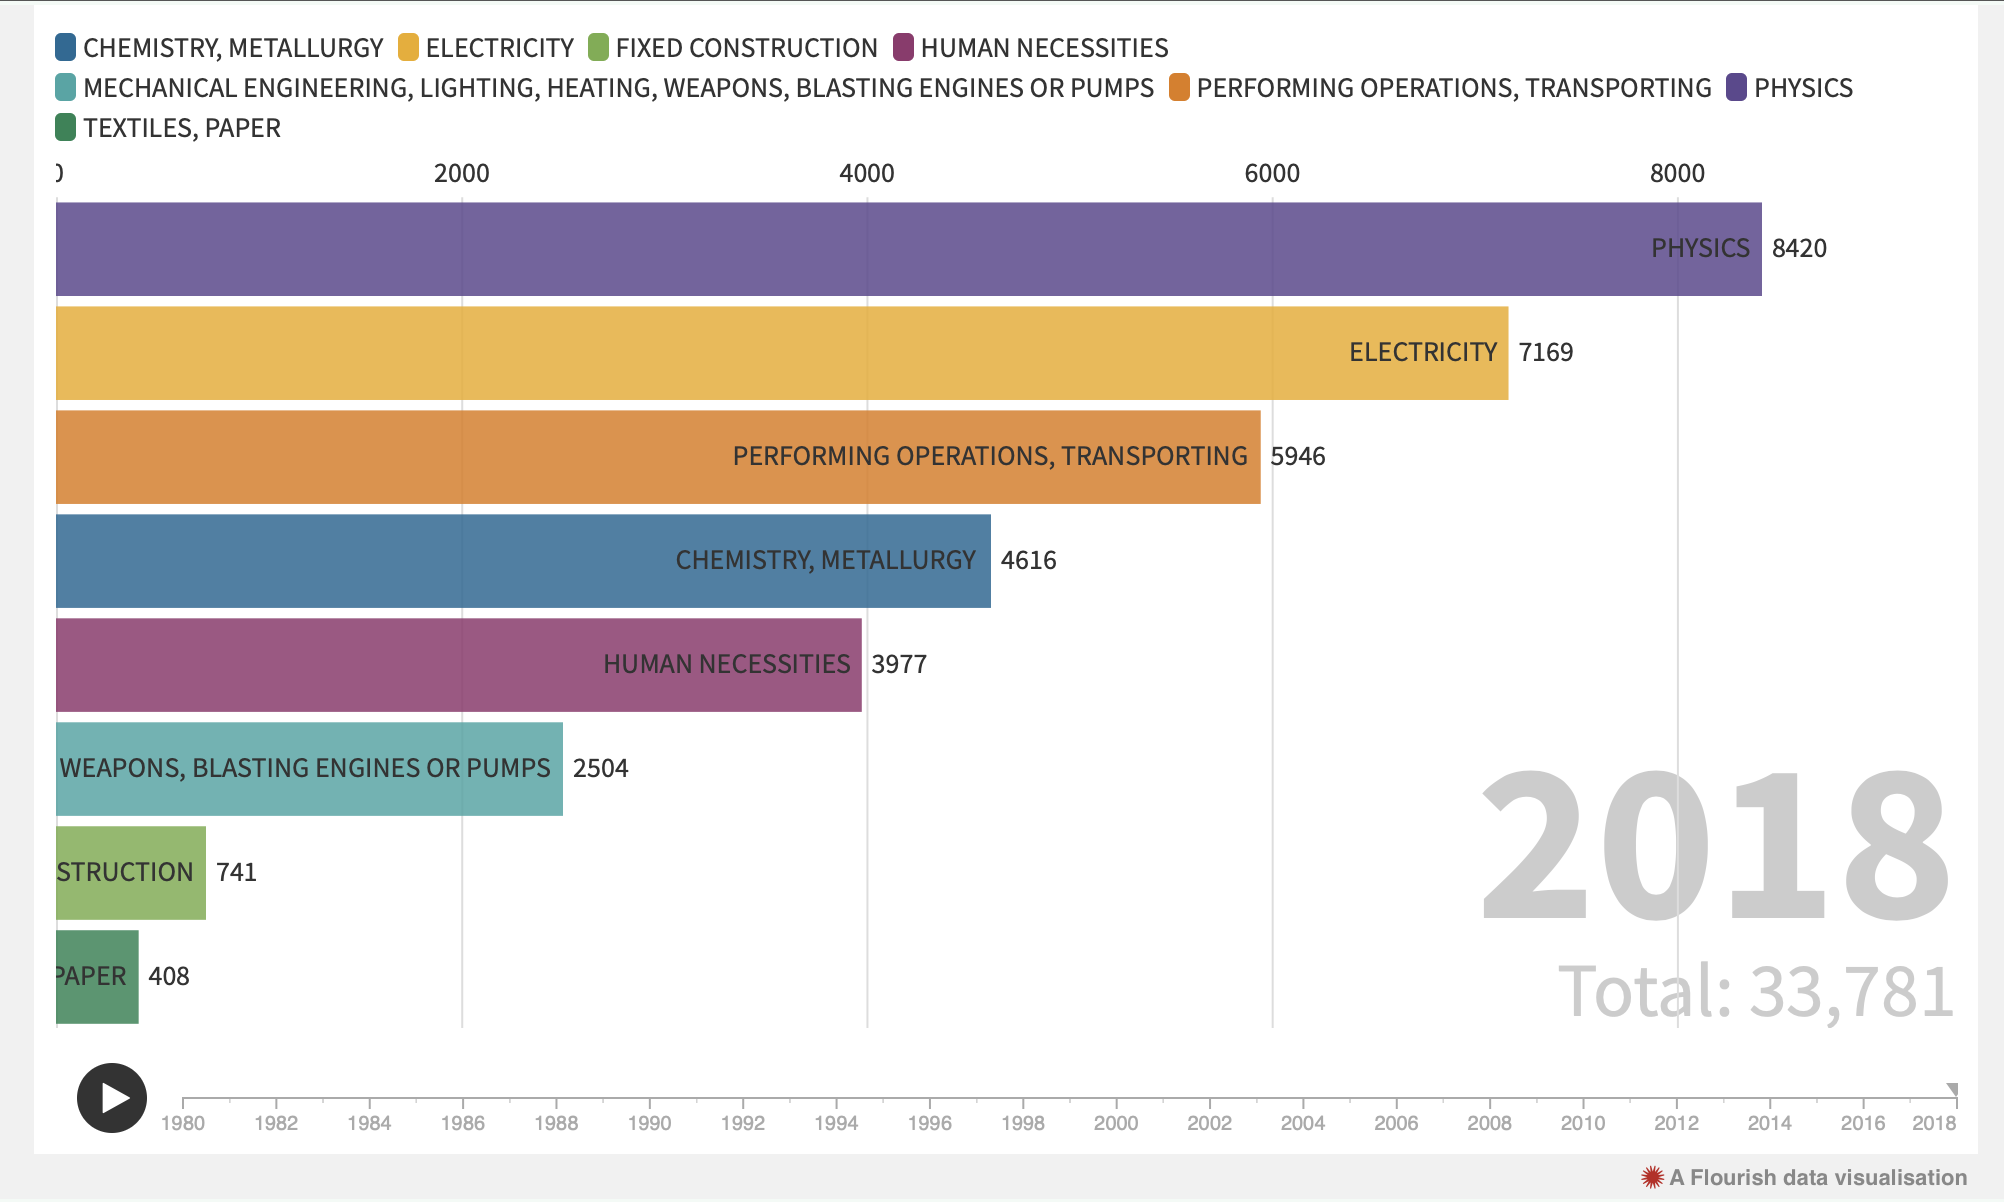 CHEMISTRY, METALLURGY ELECTRICITY FIXED CONSTRUCTION HUMAN NECESSITIES
MECHANICAL ENGINEERING, LIGHTING, HEATING, WEAPONS, BLASTING ENGINES OR PUMPS PERFORMING OPERATIONS, TRANSPORTING PHYSICS
TEXTILES, PAPER
0 2000 4000 6000 8000
PHYSICS 8420
ELECTRICITY 7169
PERFORMING OPERATIONS, TRANSPORTING 5946
CHEMISTRY, METALLURGY 4616
HUMAN NECESSITIES 3977
WEAPONS, BLASTING ENGINES OR PUMPS 2504
STRUCTION 741
PAPER 408
2018
Total: 33,781
1980 1982 1984 1986 1988 1990 1992 1994 1996 1998 2000 2002 2004 2006 2008 2010 2012 2014 2016 2018
A Flourish data visualisation